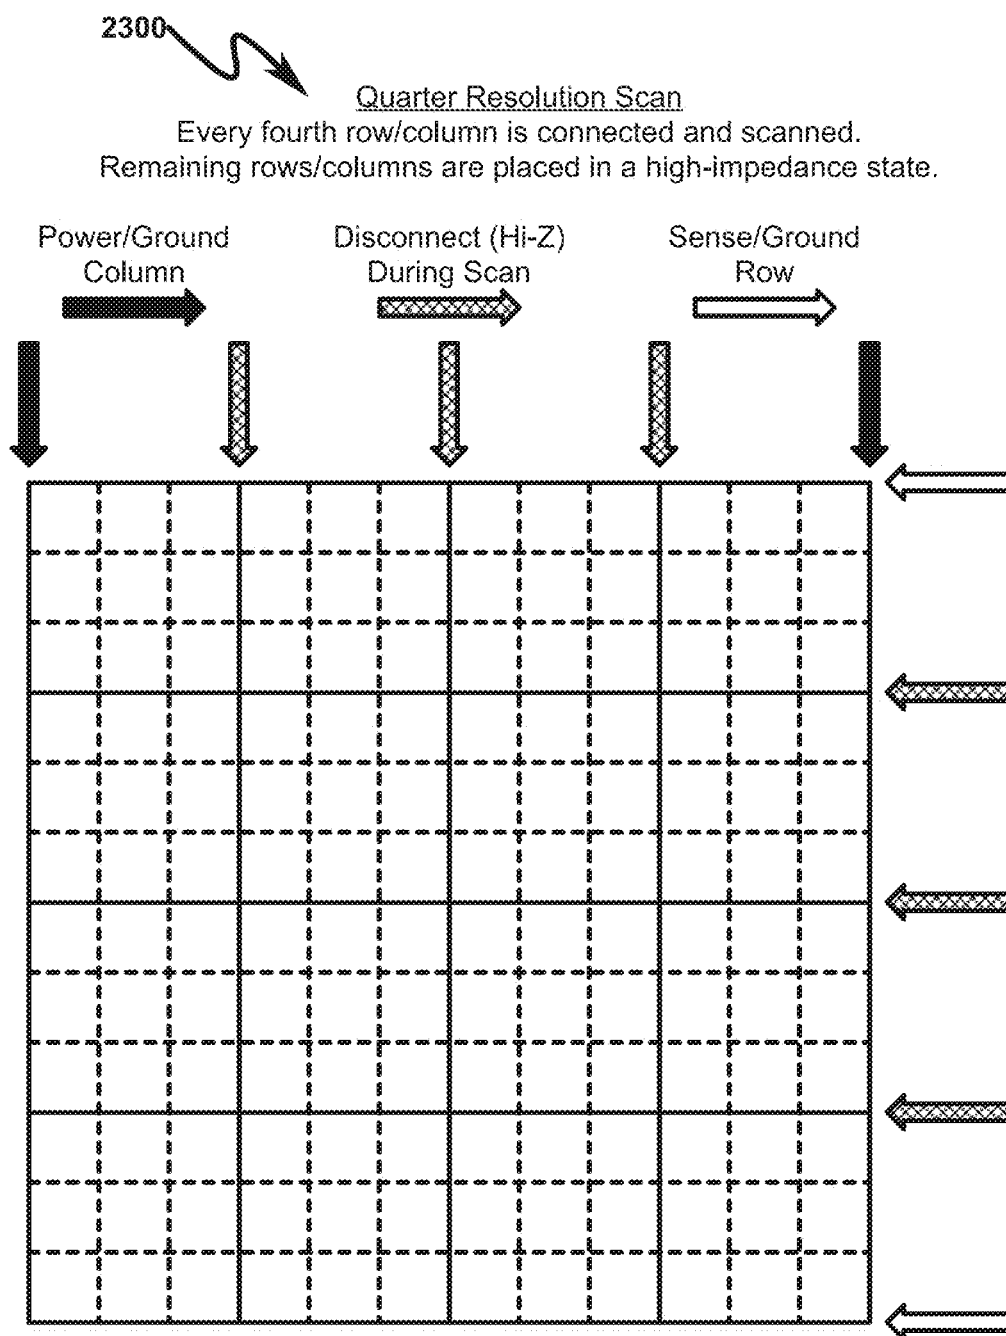 2300
Quarter Resolution Scan
Every fourth row/column is connected and scanned.
Remaining rows/columns are placed in a high-impedance state.
Power/Ground
Column
Disconnect (Hi-Z)
During Scan
Sense/Ground
Row